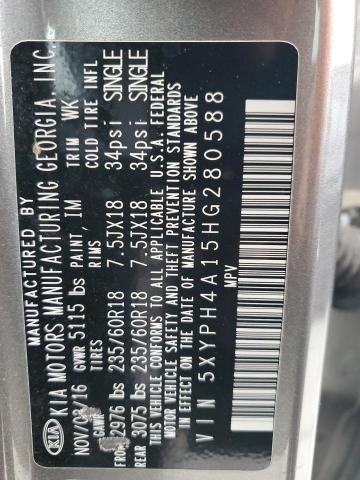 MANUFACTURED BY
KIA KIA MOTORS MANUFACTURING GEORGIA INC.
GVWR 5115 lbs PAINT, IM TRIM WK
GAWR TIRES RIMS COLD TIRE INFL
FRONT 2976 lbs 235/60R18 7.5JX18 34psi SINGLE
REAR 3075 lbs 235/60R18 7.5JX18 34psi SINGLE
THIS VEHICLE CONFORMS TO ALL APPLICABLE U.S.A. FEDERAL
MOTOR VEHICLE SAFETY AND THEFT PREVENTION STANDARDS
IN EFFECT ON THE DATE OF MANUFACTURE SHOWN ABOVE
VIN 5XYPH4A15HG280588
MPV